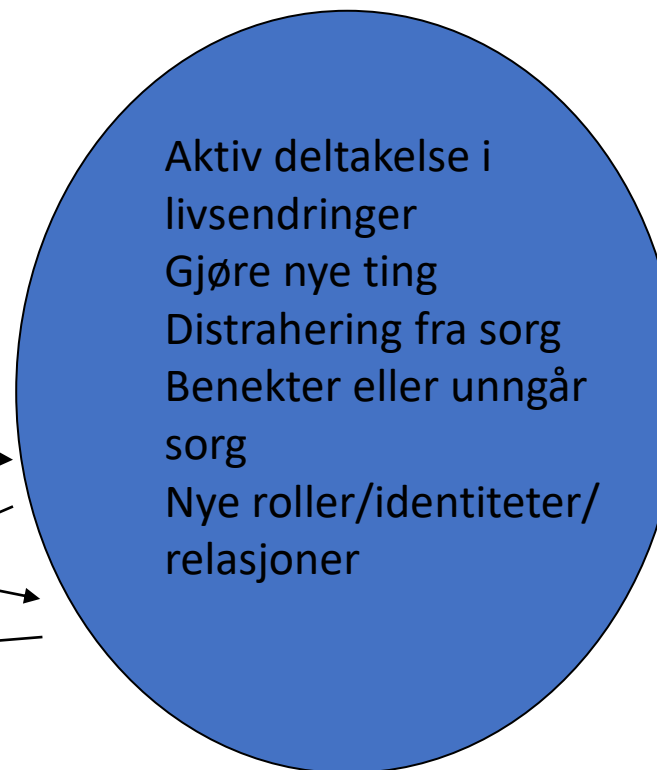 Aktiv deltakelse i
livsendringer
Gjøre nye ting
Distrahering fra sorg
Benekter eller unngår
sorg
Nye roller/identiteter/
relasjoner